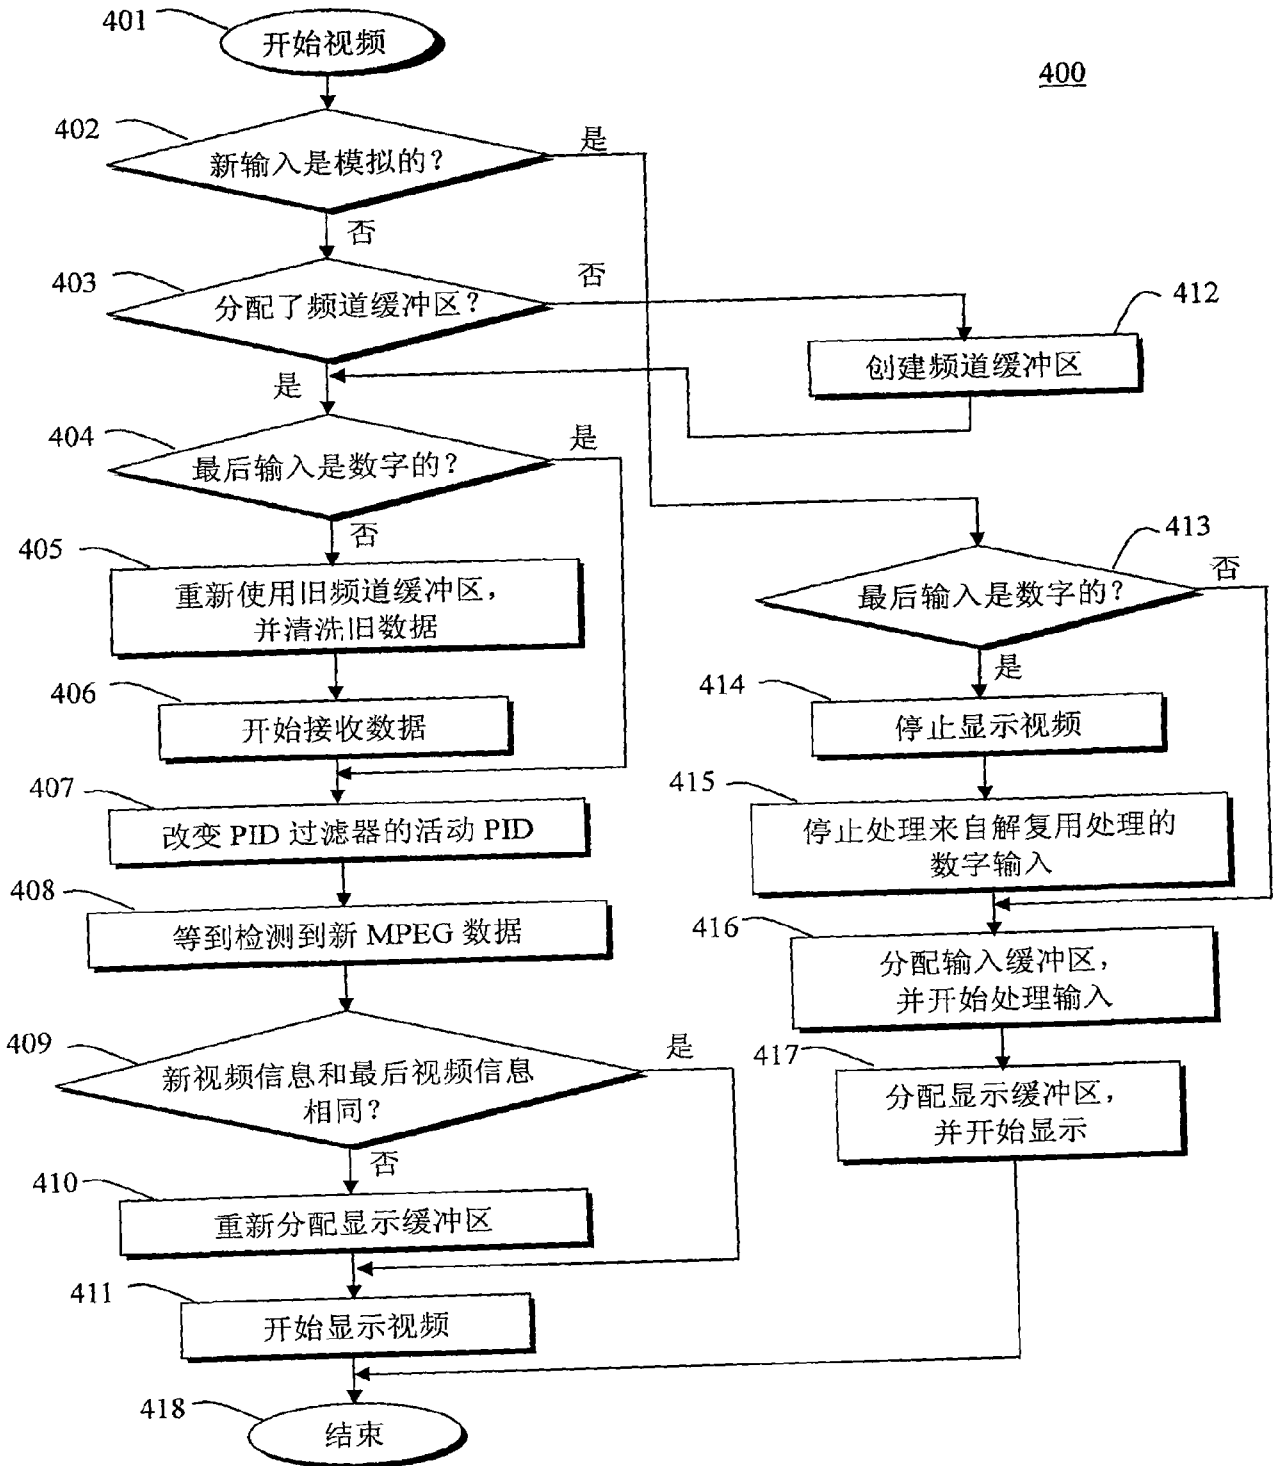 401
开始视频
400
402
新输入是模拟的?
是
否
403
分配了频道缓冲区?
否
412
创建频道缓冲区
是
404
最后输入是数字的?
是
否
405
重新使用旧频道缓冲区,
并清洗旧数据
406
开始接收数据
407
改变 PID 过滤器的活动 PID
408
等到检测到新 MPEG 数据
409
新视频信息和最后视频信息
相同?
是
否
410
重新分配显示缓冲区
411
开始显示视频
413
最后输入是数字的?
否
是
414
停止显示视频
415
停止处理来自解复用处理的
数字输入
416
分配输入缓冲区,
并开始处理输入
417
分配显示缓冲区,
并开始显示
418
结束